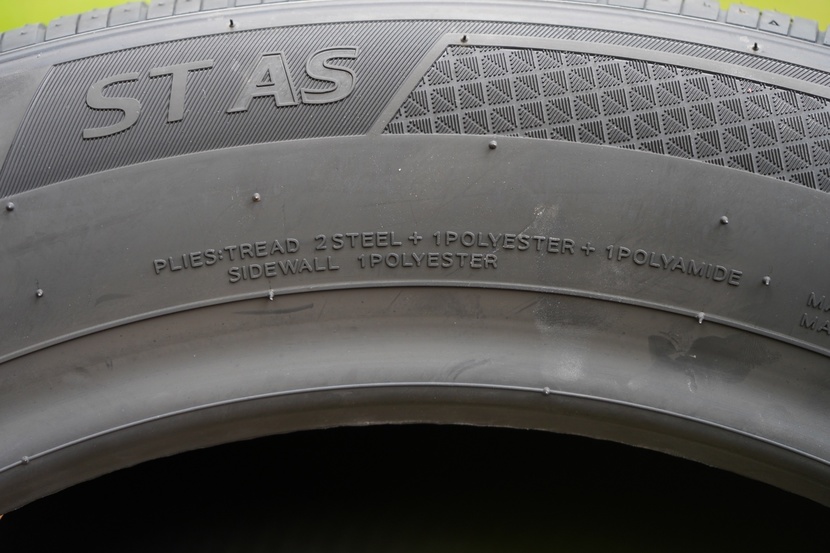 ST AS
PLIES:TREAD 2STEEL + 1POLYESTER + 1POLYAMIDE
SIDEWALL 1POLYESTER